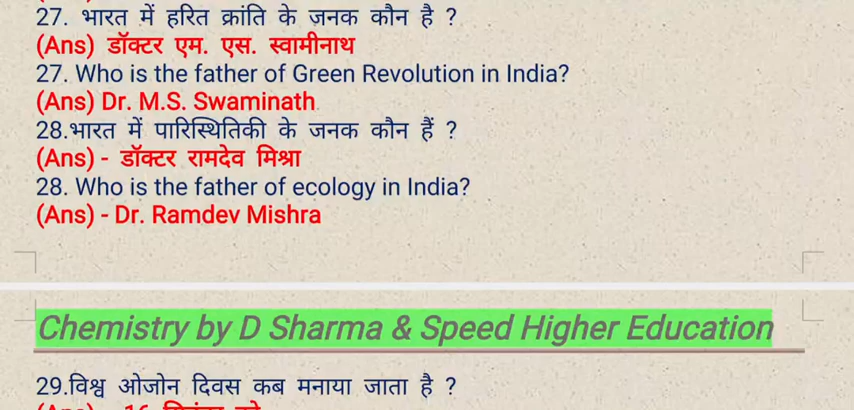 27. भारत में हरित क्रांति के जनक कौन है ?
(Ans) डॉक्टर एम. एस. स्वामीनाथ
27. Who is the father of Green Revolution in India?
(Ans) Dr. M.S. Swaminath
28.भारत में पारिस्थितिकी के जनक कौन हैं ?
(Ans) - डॉक्टर रामदेव मिश्रा
28. Who is the father of ecology in India?
(Ans) - Dr. Ramdev Mishra
Chemistry by D Sharma & Speed Higher Education
29.विश्व ओजोन दिवस कब मनाया जाता है ?